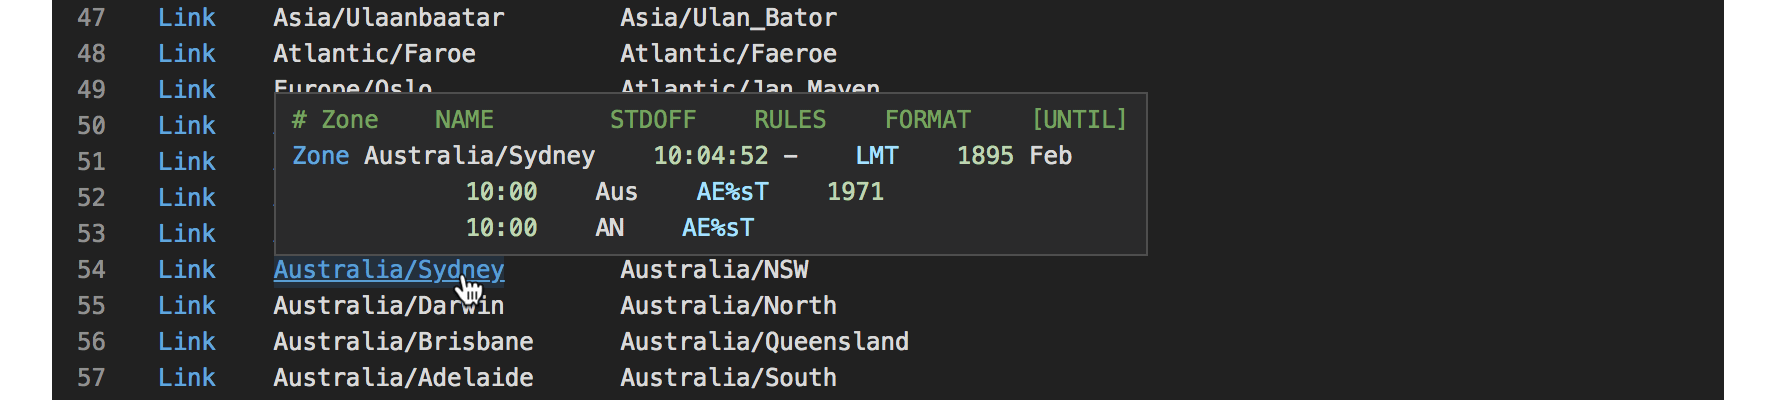 47 Link Asia/Ulaanbaatar Asia/Ulan_Bator
48 Link Atlantic/Faroe Atlantic/Faeroe
49 Link Europe/Oslo Atlantic/Jan_Mayen
50 Link
# Zone NAME STDOFF RULES FORMAT [UNTIL]
51 Link
Zone Australia/Sydney 10:04:52 - LMT 1895 Feb
52 Link
10:00 Aus AE%sT 1971
53 Link
10:00 AN AE%sT
54 Link Australia/Sydney Australia/NSW
55 Link Australia/Darwin Australia/North
56 Link Australia/Brisbane Australia/Queensland
57 Link Australia/Adelaide Australia/South